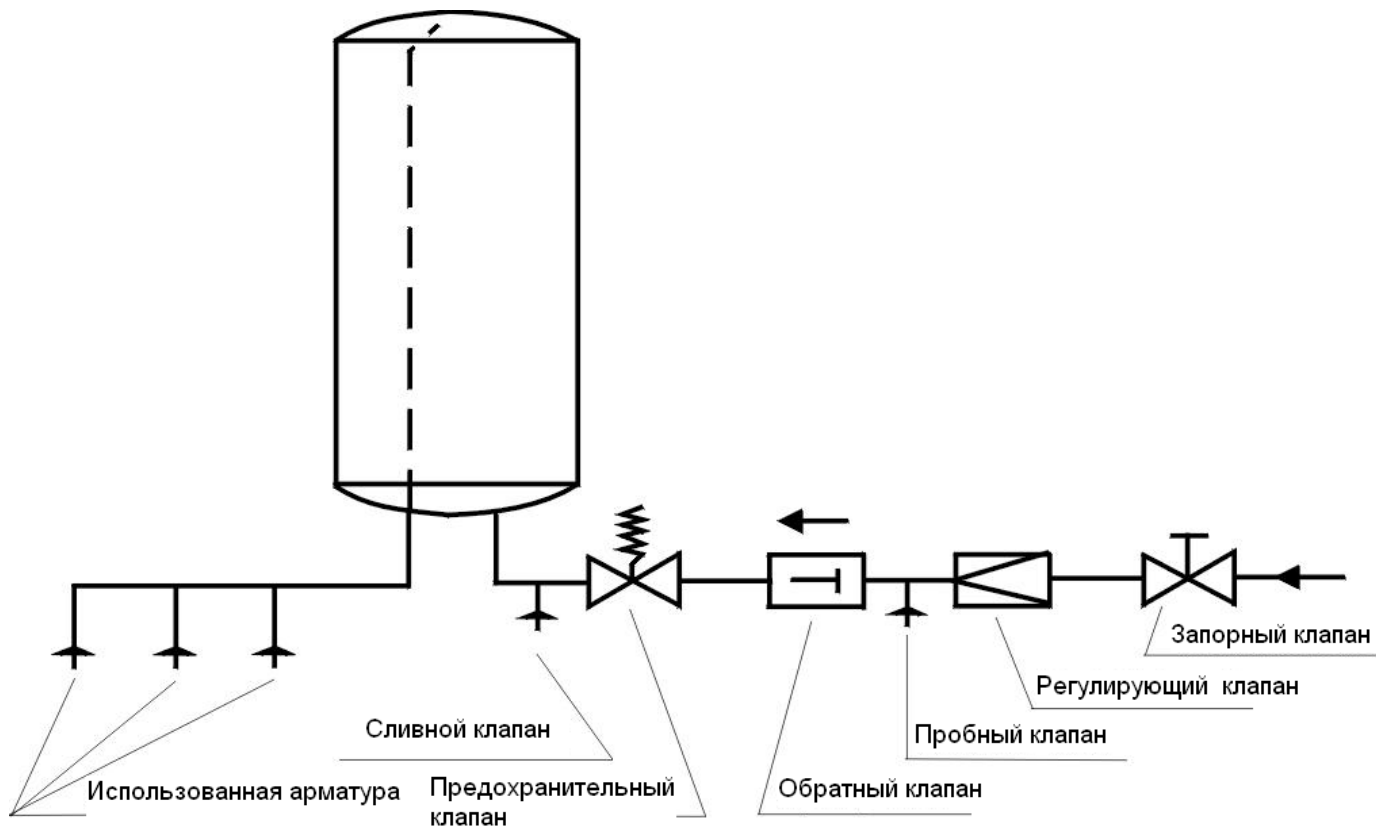 Запорный клапан
Регулирующий клапан
Пробный клапан
Сливной клапан
Обратный клапан
Предохранительный
клапан
Использованная арматура